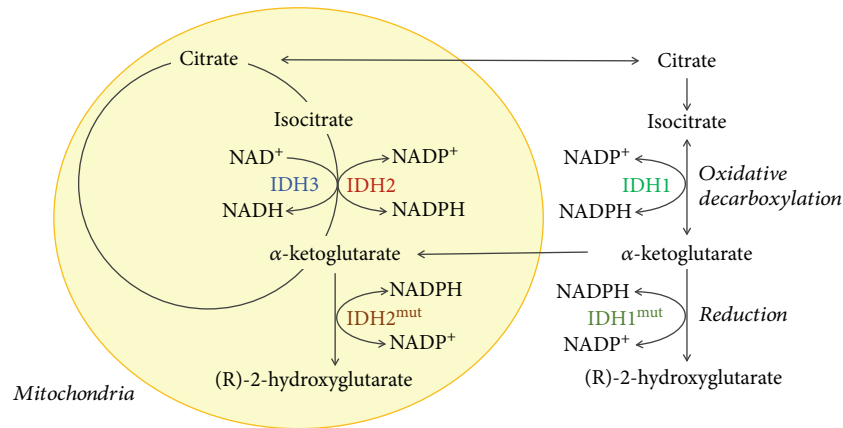 Citrate
Citrate
Isocitrate
Isocitrate
NAD⁺
NADP⁺
NADP⁺
IDH3
IDH2
IDH1
Oxidative
decarboxylation
NADH
NADPH
NADPH
α-ketoglutarate
α-ketoglutarate
NADPH
NADPH
IDH2ᵐᵘᵗ
IDH1ᵐᵘᵗ
Reduction
NADP⁺
NADP⁺
(R)-2-hydroxyglutarate
(R)-2-hydroxyglutarate
Mitochondria